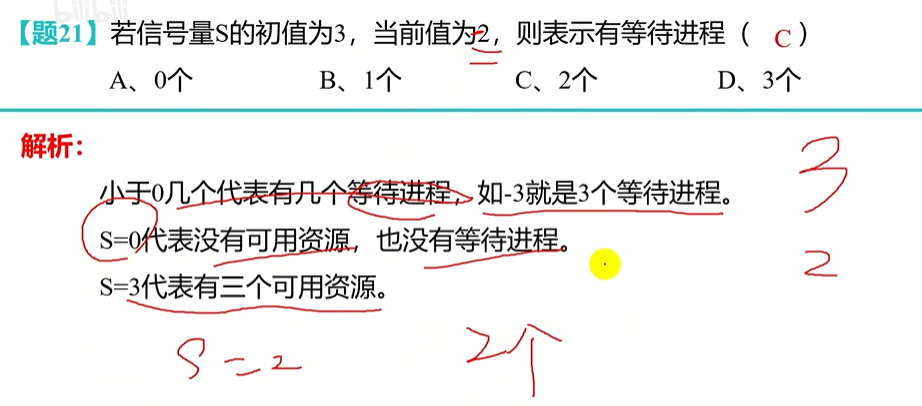 bilibili
【题21】若信号量S的初值为3，当前值为2，则表示有等待进程（ C ）
A、0个 B、1个 C、2个 D、3个
解析：
小于0几个代表有几个等待进程，如-3就是3个等待进程。
S=0代表没有可用资源，也没有等待进程。
S=3代表有三个可用资源。
3
2
S=2 2个